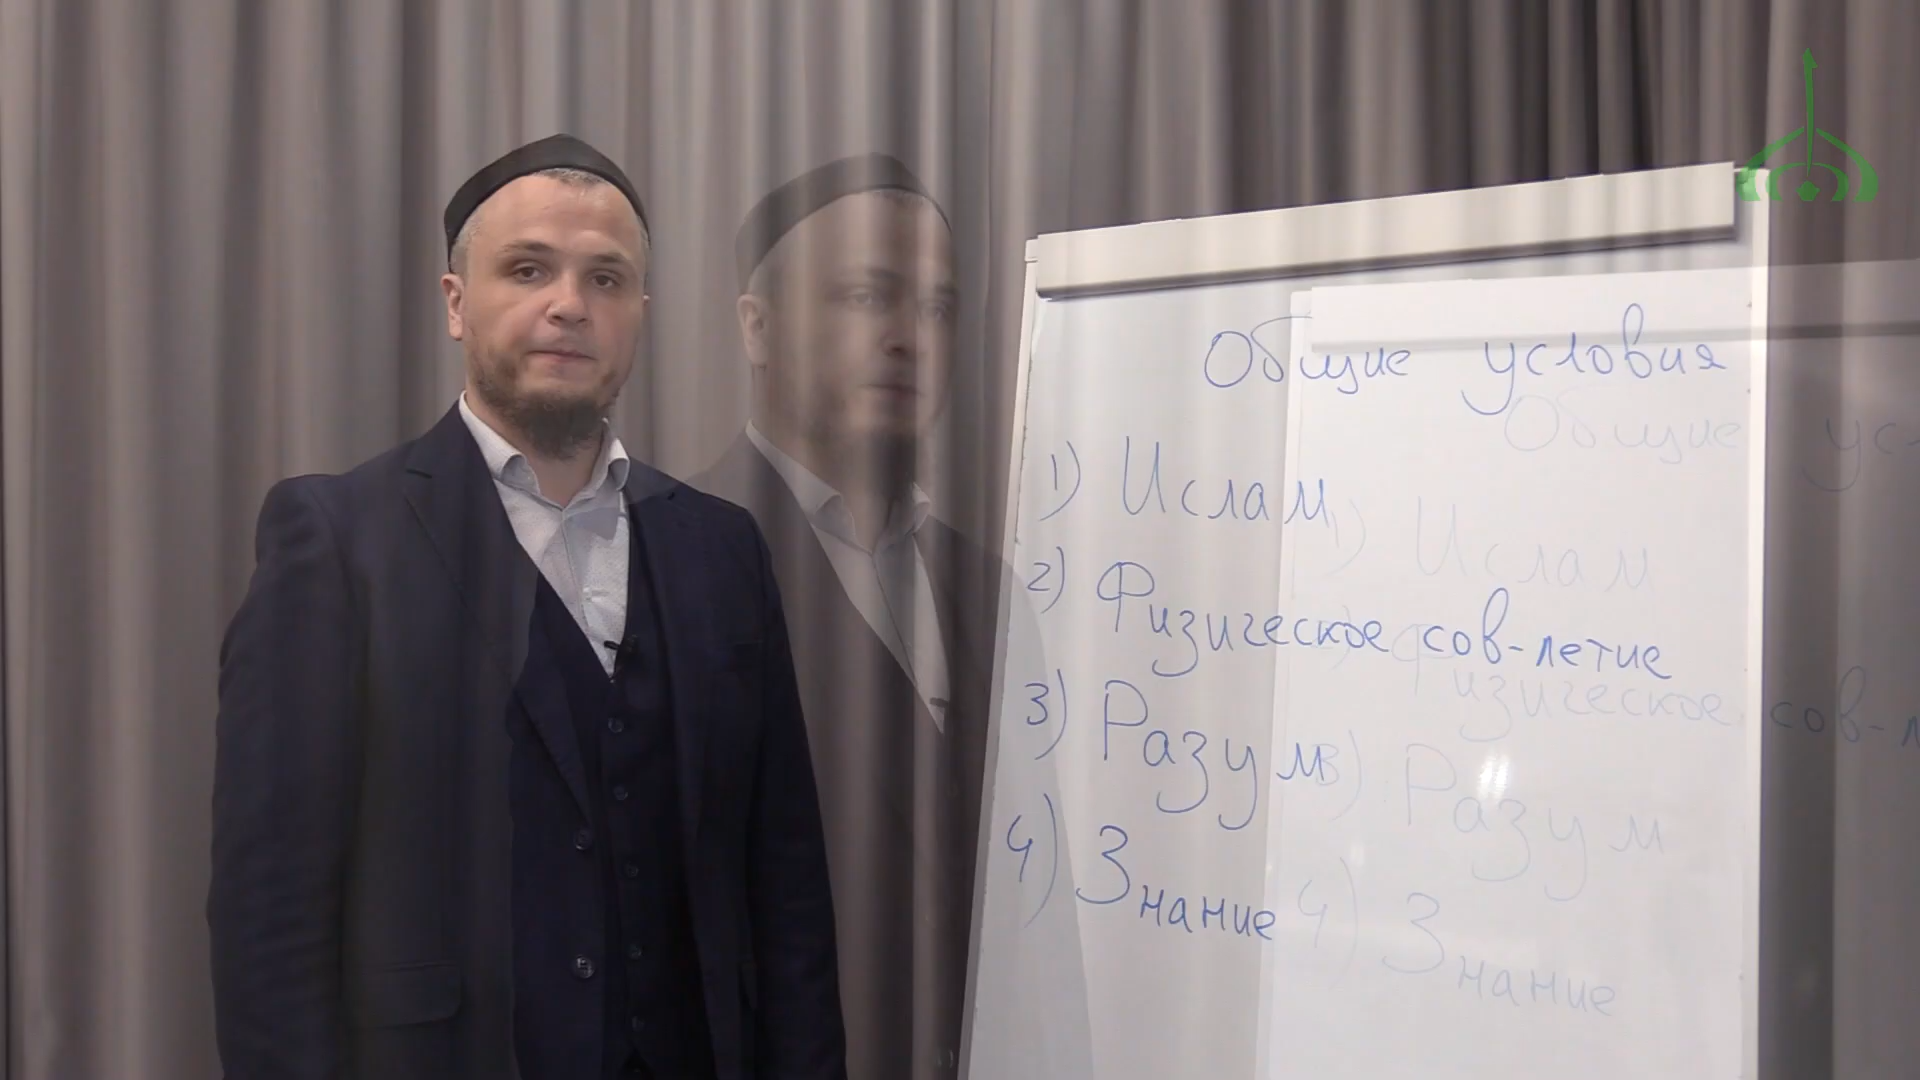 Общие условия
1) Ислам
2) Физическое сов-летие
3) Разум
4) Знание